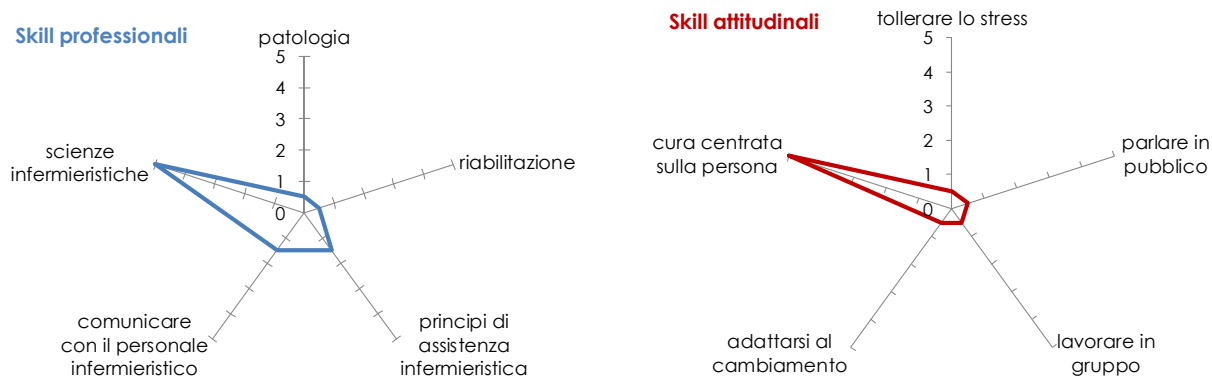 Skill professionali
patologia
5
4
3
2
1
0
riabilitazione
principi di
assistenza
infermieristica
comunicare
con il personale
infermieristico
scienze
infermieristiche
Skill attitudinali
tollerare lo stress
5
4
3
2
1
0
parlare in
pubblico
lavorare in
gruppo
adattarsi al
cambiamento
cura centrata
sulla persona